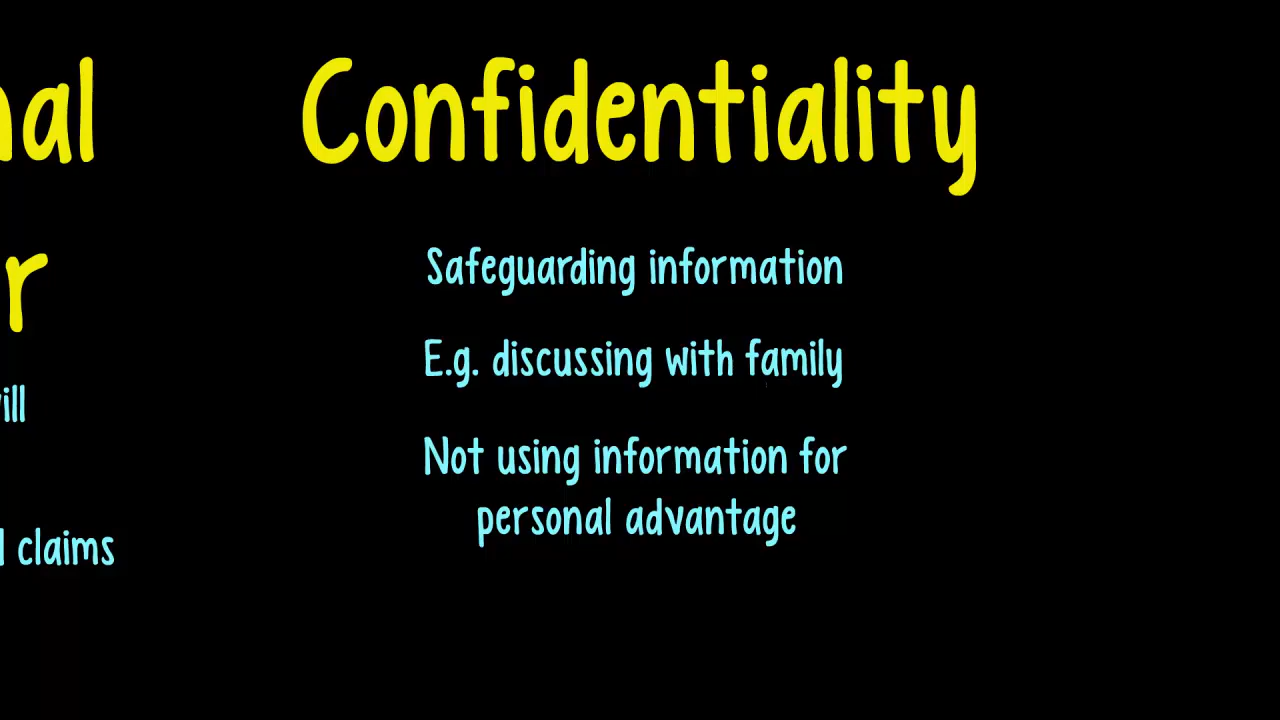 Confidentiality
Safeguarding information
E.g. discussing with family
Not using information for
personal advantage
claims